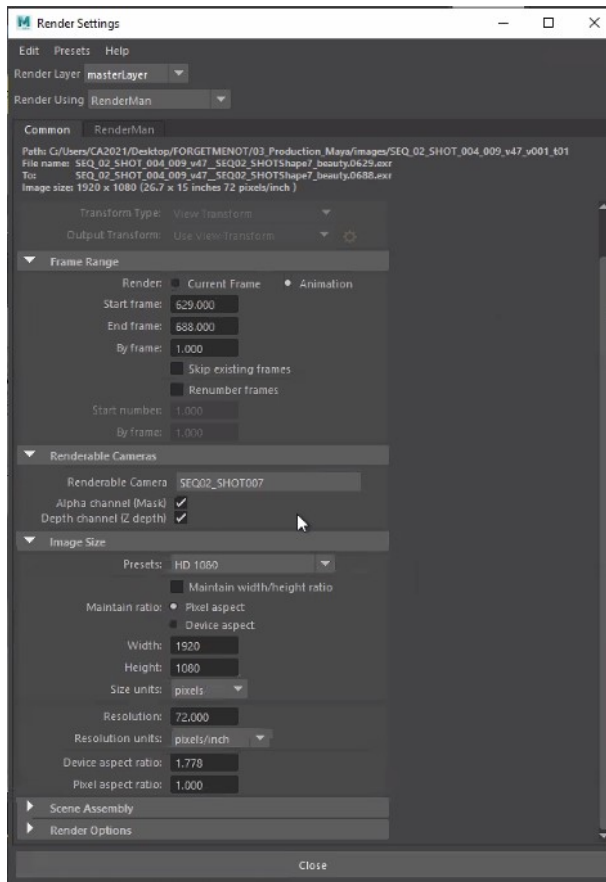 Render Settings
Edit Presets Help
Render Layer masterLayer
Render Using RenderMan
Common RenderMan
Path: C:/Users/CA2021/Desktop/FORGETMENOT/03_Production_Maya/images/SEQ_02_SHOT_004_009_v47_v001_t01
File name: SEQ_02_SHOT_004_009_v47__SEQ02_SHOTShape7_beauty.0629.exr
To: SEQ_02_SHOT_004_009_v47__SEQ02_SHOTShape7_beauty.0688.exr
Image size: 1920 x 1080 (26.7 x 15 inches 72 pixels/inch )
Transform Type: View Transform
Output Transform: Use View Transform
Frame Range
Render: Current Frame Animation
Start frame: 629.000
End frame: 688.000
By frame: 1.000
Skip existing frames
Renumber frames
Start number: 1.000
By frame: 1.000
Renderable Cameras
Renderable Camera SEQ02_SHOT007
Alpha channel (Mask)
Depth channel (Z depth)
Image Size
Presets: HD 1080
Maintain width/height ratio
Maintain ratio: Pixel aspect
Device aspect
Width: 1920
Height: 1080
Size units: pixels
Resolution: 72.000
Resolution units: pixels/inch
Device aspect ratio: 1.778
Pixel aspect ratio: 1.000
Scene Assembly
Render Options
Close